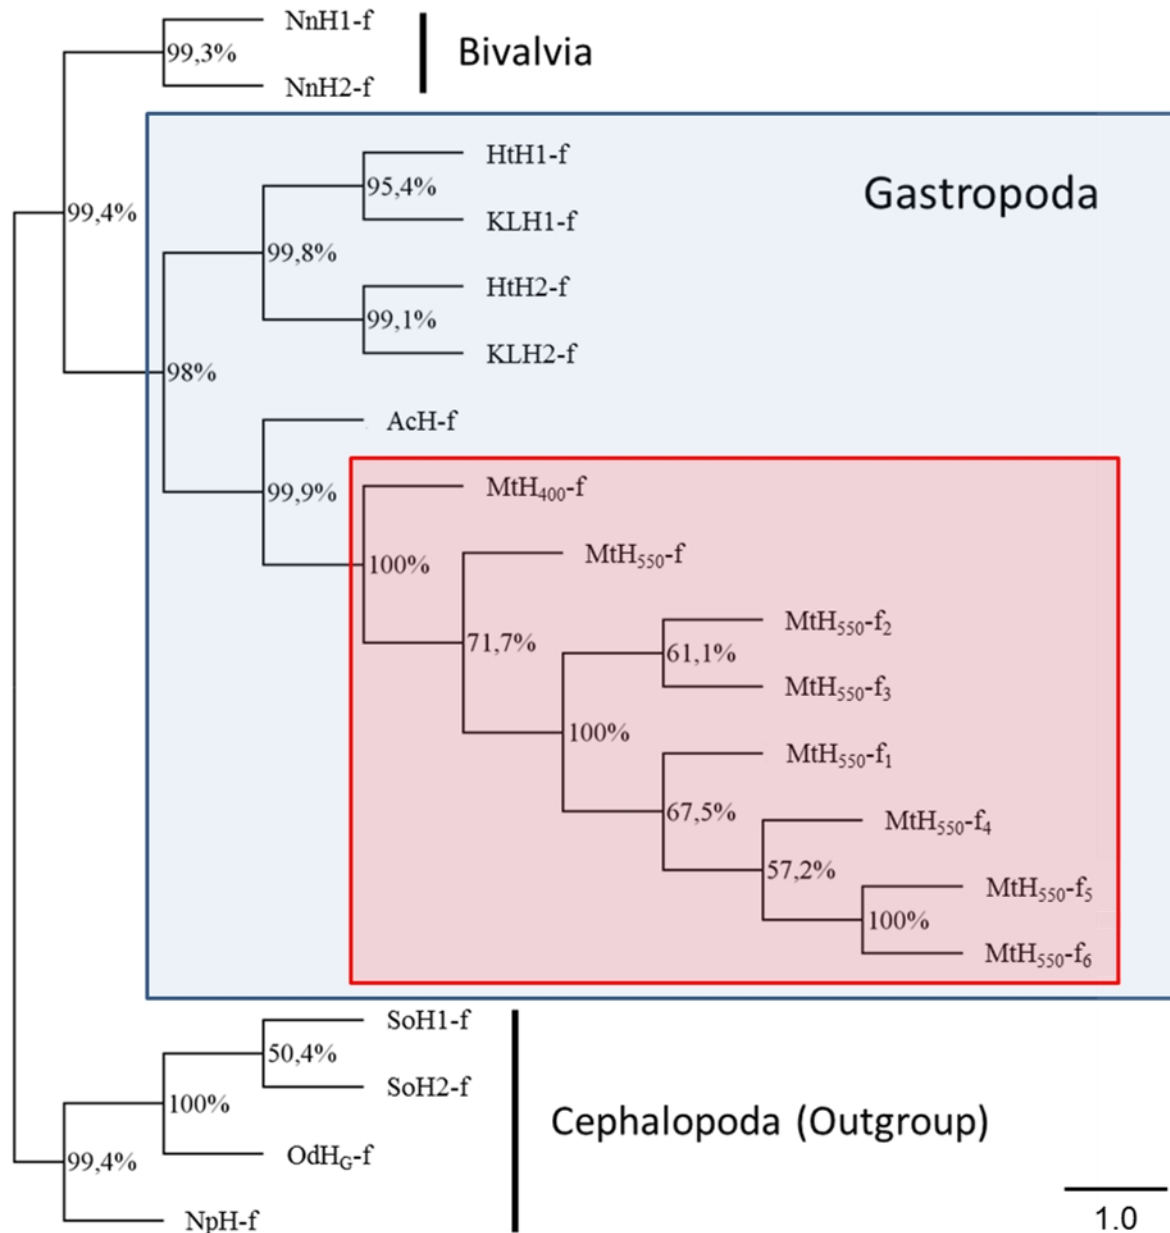 NnH1-f
99,3%
Bivalvia
NnH2-f
HtH1-f
Gastropoda
95,4%
99,4%
KLH1-f
99,8%
HtH2-f
99,1%
KLH2-f
98%
AcH-f
MtH400-f
99,9%
MtH550-f
100%
MtH550-f2
71,7%
61,1%
MtH550-f3
100%
MtH550-f1
67,5%
MtH550-f4
57,2%
MtH550-f5
100%
MtH550-f6
SoH1-f
50,4%
SoH2-f
100%
Cephalopoda (Outgroup)
OdHG-f
99,4%
NpH-f
1.0